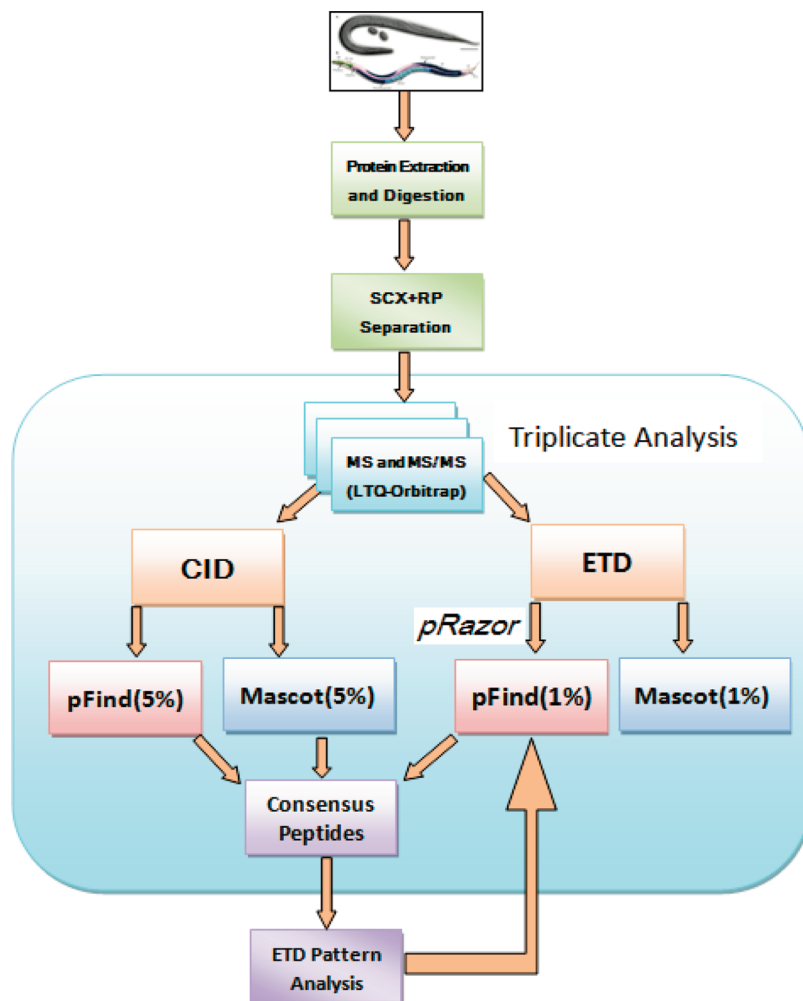 Protein Extraction
and Digestion
SCX+RP
Separation
Triplicate Analysis
MS and MS/MS
(LTQ-Orbitrap)
CID
ETD
pRazor
pFind(5%)
Mascot(5%)
pFind(1%)
Mascot(1%)
Consensus
Peptides
ETD Pattern
Analysis